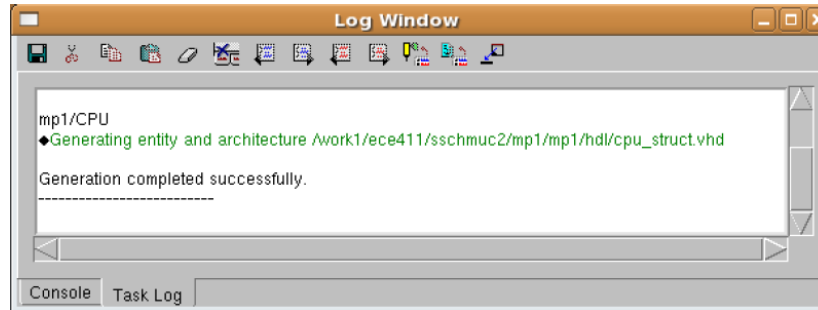 Log Window
mp1/CPU
◆Generating entity and architecture /work1/ece411/sschmuc2/mp1/mp1/hdl/cpu_struct.vhd
Generation completed successfully.
--------------------------
Console
Task Log